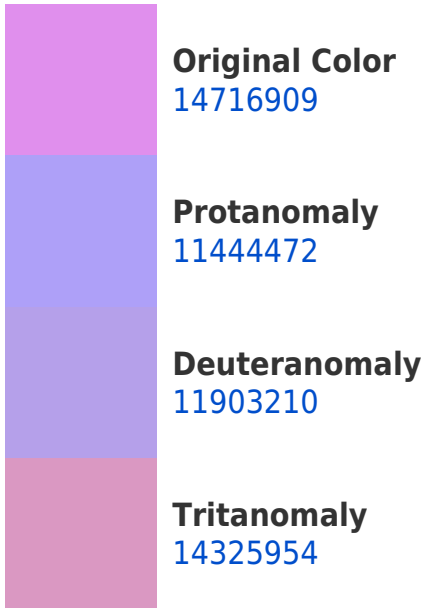 Original Color
14716909
Protanomaly
11444472
Deuteranomaly
11903210
Tritanomaly
14325954